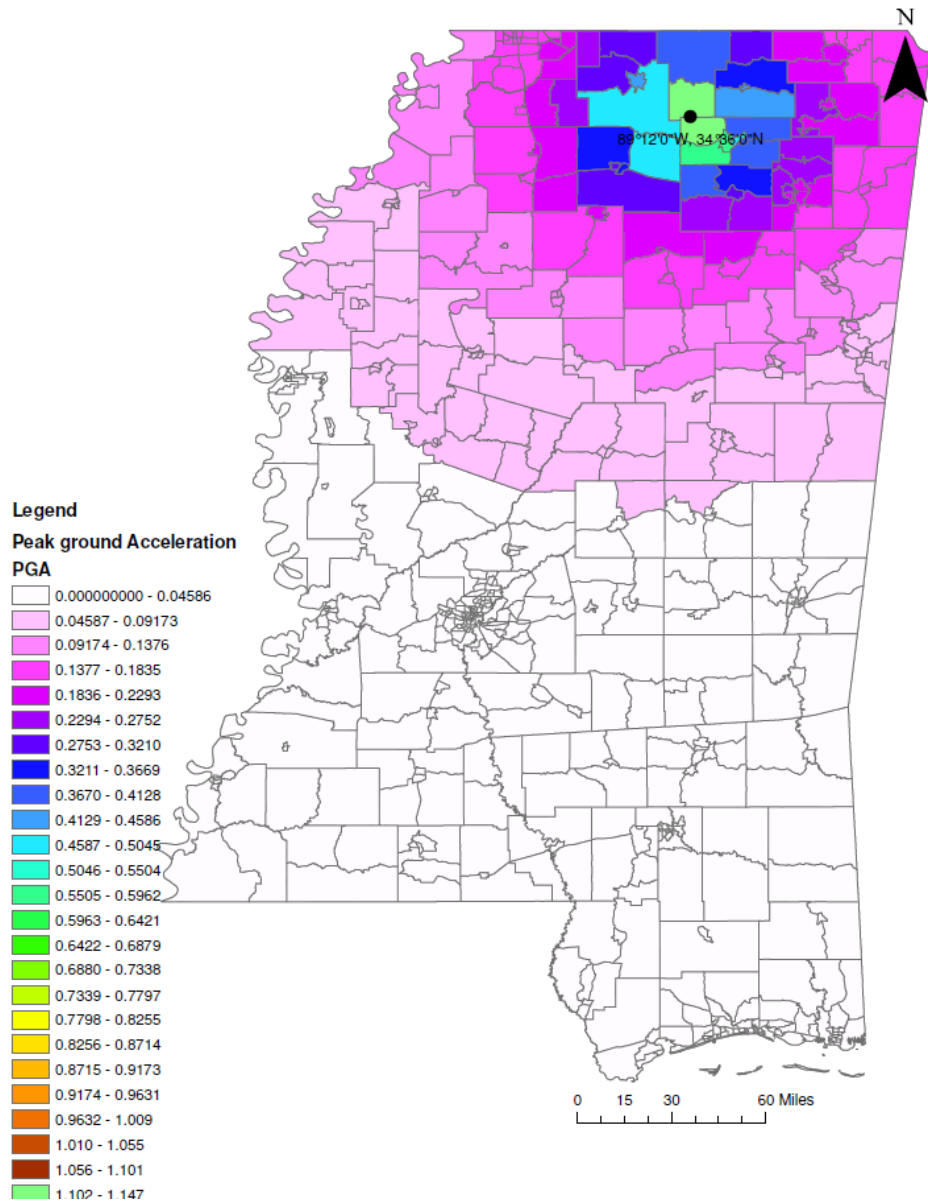 N
89°12'0"W, 34°36'0"N
Legend
Peak ground Acceleration
PGA
0.000000000 - 0.04586
0.04587 - 0.09173
0.09174 - 0.1376
0.1377 - 0.1835
0.1836 - 0.2293
0.2294 - 0.2752
0.2753 - 0.3210
0.3211 - 0.3669
0.3670 - 0.4128
0.4129 - 0.4586
0.4587 - 0.5045
0.5046 - 0.5504
0.5505 - 0.5962
0.5963 - 0.6421
0.6422 - 0.6879
0.6880 - 0.7338
0.7339 - 0.7797
0.7798 - 0.8255
0.8256 - 0.8714
0.8715 - 0.9173
0.9174 - 0.9631
0.9632 - 1.009
1.010 - 1.055
1.056 - 1.101
1.102 - 1.147
0 15 30 60 Miles